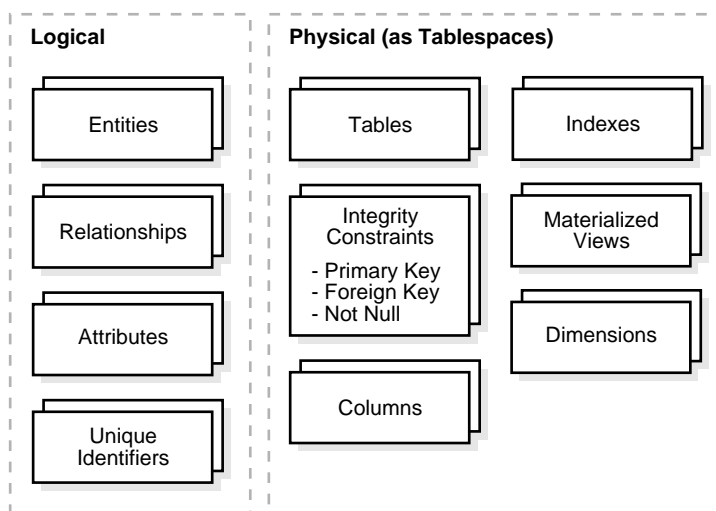 Logical
Entities
Relationships
Attributes
Unique
Identifiers
Physical (as Tablespaces)
Tables
Integrity
Constraints
- Primary Key
- Foreign Key
- Not Null
Columns
Indexes
Materialized
Views
Dimensions